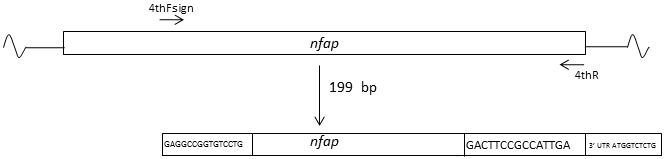 4thFsign
nfap
4thR
199 bp
GAGGCCGGTGTCCTG nfap GACTTCCGCCATTGA 3' UTR ATGGTCTCTG